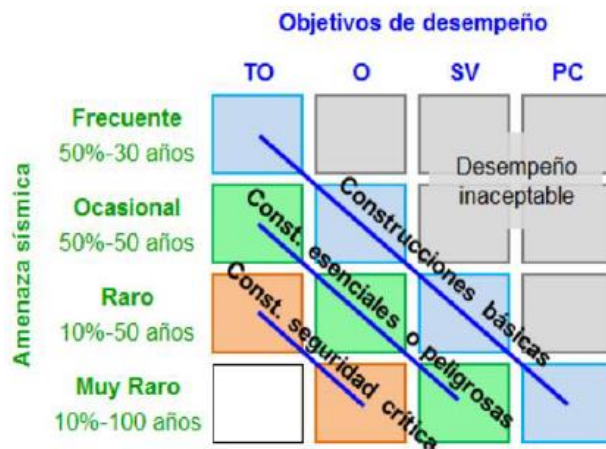 Objetivos de desempeño
TO O SV PC
Amenaza sísmica
Frecuente
50%-30 años
Ocasional
50%-50 años
Raro
10%-50 años
Muy Raro
10%-100 años
Desempeño
inaceptable
Construcciones básicas
Const. esenciales o peligrosas
Const. seguridad crítica